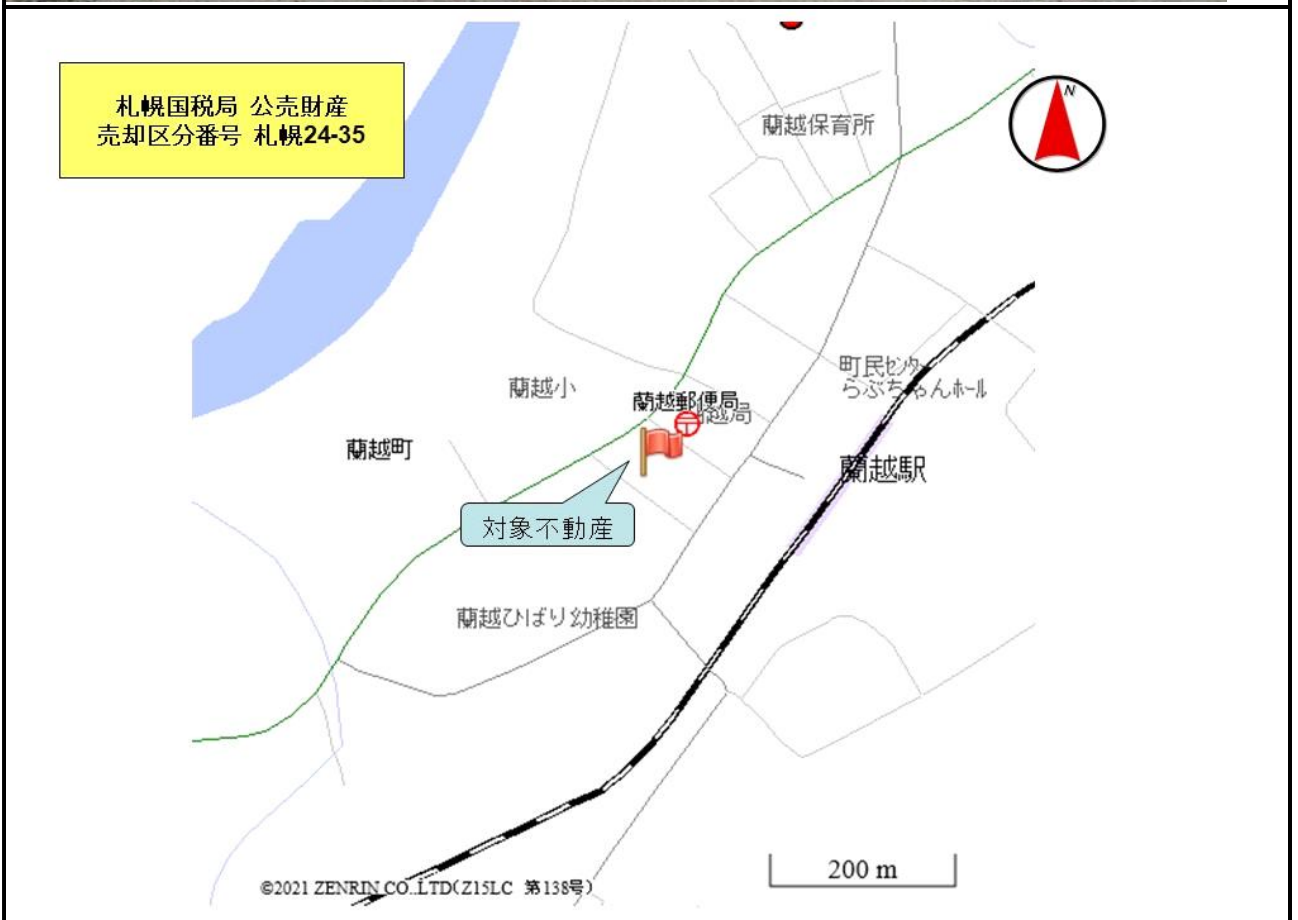 札幌国税局 公売財産
売却区分番号 札幌24-35
N
蘭越保育所
町民センター
らぶちゃんホール
蘭越小
蘭越郵便局
越局
蘭越町
蘭越駅
対象不動産
蘭越ひばり幼稚園
200 m
©2021 ZENRIN CO.,LTD(Z15LC 第138号)